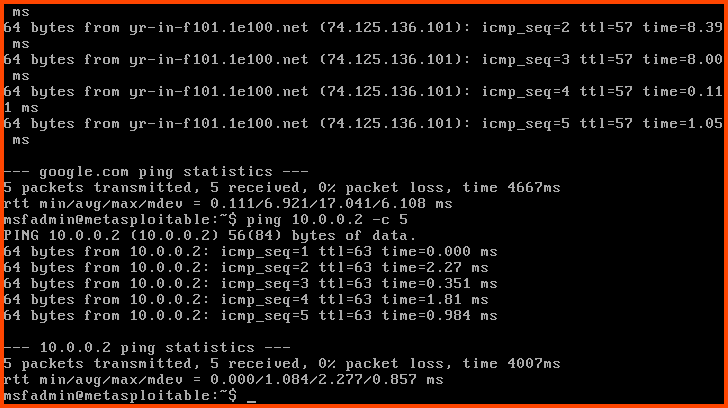 ms
64 bytes from yr-in-f101.1e100.net (74.125.136.101): icmp_seq=2 ttl=57 time=8.39
 ms
64 bytes from yr-in-f101.1e100.net (74.125.136.101): icmp_seq=3 ttl=57 time=8.00
 ms
64 bytes from yr-in-f101.1e100.net (74.125.136.101): icmp_seq=4 ttl=57 time=0.11
1 ms
64 bytes from yr-in-f101.1e100.net (74.125.136.101): icmp_seq=5 ttl=57 time=1.05
 ms

--- google.com ping statistics ---
5 packets transmitted, 5 received, 0% packet loss, time 4667ms
rtt min/avg/max/mdev = 0.111/6.921/17.041/6.108 ms
msfadmin@metasploitable:~$ ping 10.0.0.2 -c 5
PING 10.0.0.2 (10.0.0.2) 56(84) bytes of data.
64 bytes from 10.0.0.2: icmp_seq=1 ttl=63 time=0.000 ms
64 bytes from 10.0.0.2: icmp_seq=2 ttl=63 time=2.27 ms
64 bytes from 10.0.0.2: icmp_seq=3 ttl=63 time=0.351 ms
64 bytes from 10.0.0.2: icmp_seq=4 ttl=63 time=1.81 ms
64 bytes from 10.0.0.2: icmp_seq=5 ttl=63 time=0.984 ms

--- 10.0.0.2 ping statistics ---
5 packets transmitted, 5 received, 0% packet loss, time 4007ms
rtt min/avg/max/mdev = 0.000/1.084/2.277/0.857 ms
msfadmin@metasploitable:~$ _